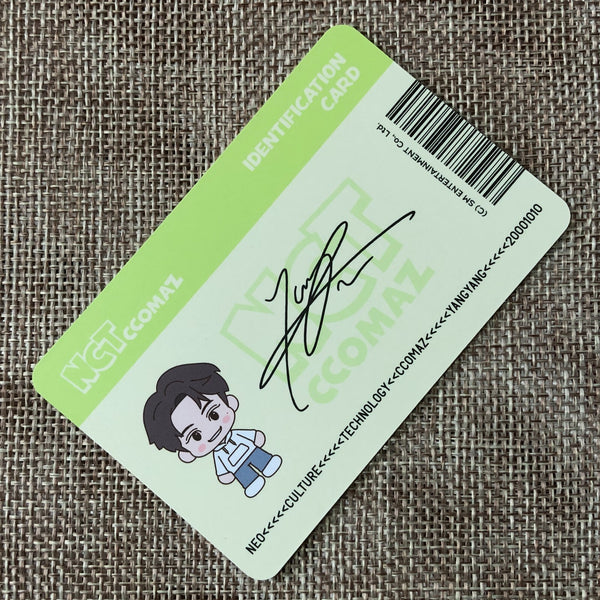 NCT CCOMAZ
IDENTIFICATION
CARD
NCT
CCOMAZ
(C) SM ENTERTAINMENT Co., Ltd.
NEO<<<<<CULTURE<<<<<TECHNOLOGY<<CCOMAZ<<<<<YANGYANG<<<<<20001010